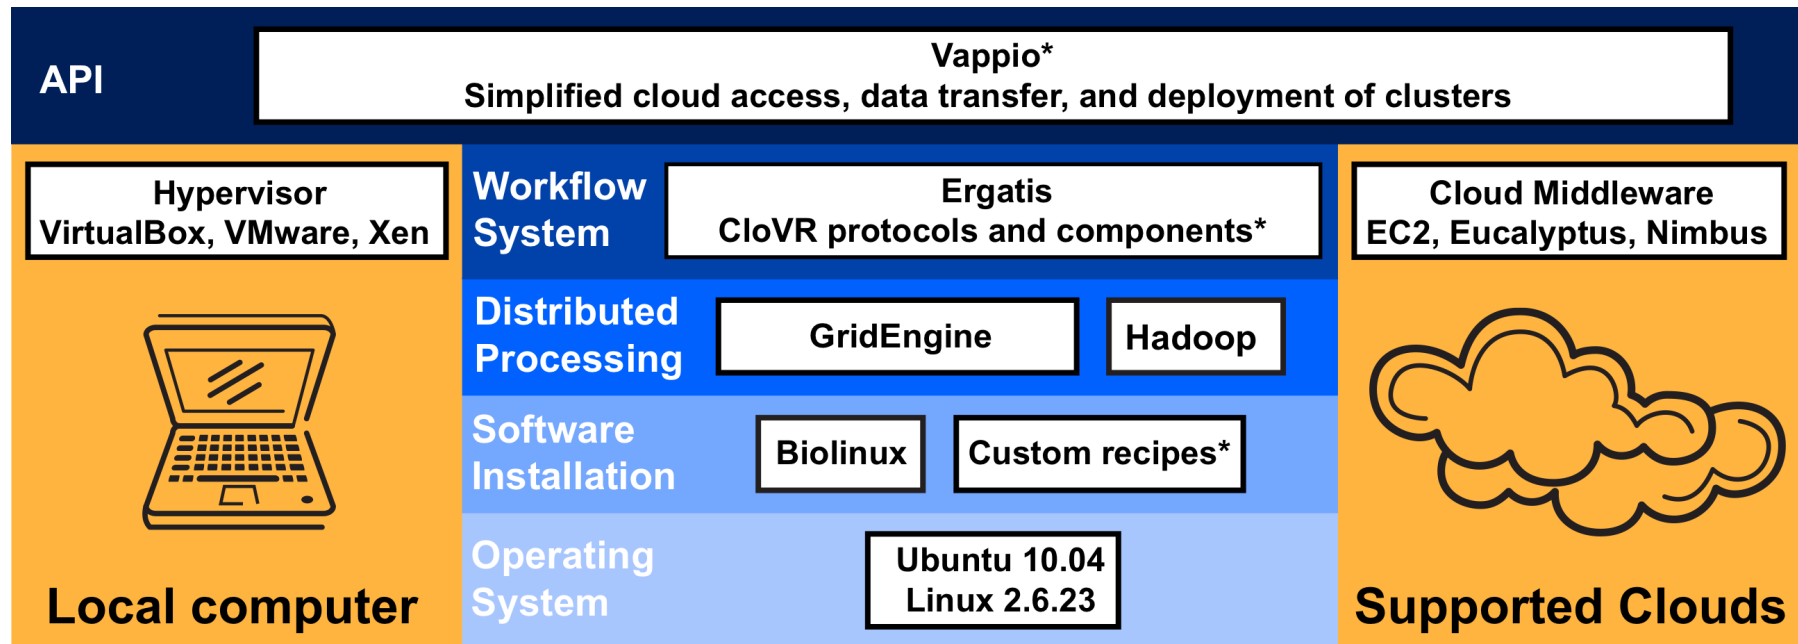 API
Vappio*
Simplified cloud access, data transfer, and deployment of clusters
Hypervisor
VirtualBox, VMware, Xen
Local computer
Workflow
System
Ergatis
CloVR protocols and components*
Distributed
Processing
GridEngine
Hadoop
Software
Installation
Biolinux
Custom recipes*
Operating
System
Ubuntu 10.04
Linux 2.6.23
Cloud Middleware
EC2, Eucalyptus, Nimbus
Supported Clouds